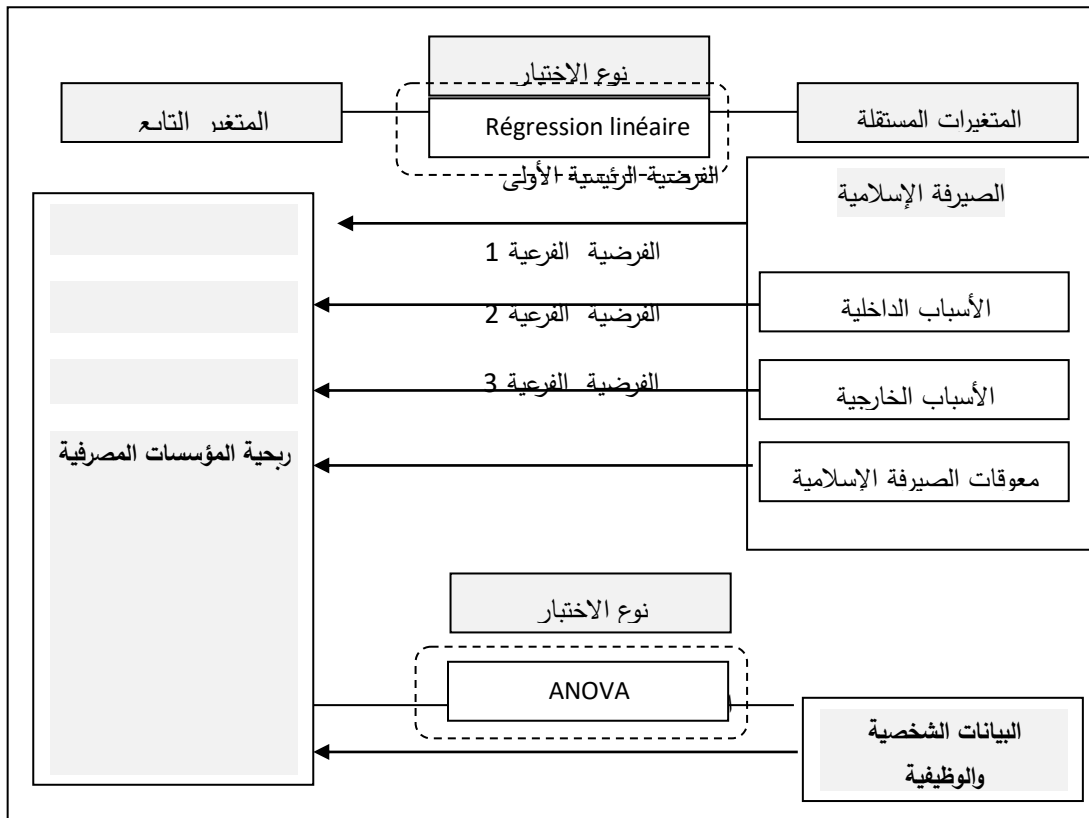 نوع الاختبار
المتغيرات المستقلة
Régression linéaire
المتغير التابع
الفرضية الرئيسية الأولى
الصيرفة الإسلامية
الفرضية الفرعية 1
الأسباب الداخلية
الفرضية الفرعية 2
الفرضية الفرعية 3
الأسباب الخارجية
ربحية المؤسسات المصرفية
معوقات الصيرفة الإسلامية
نوع الاختبار
ANOVA
البيانات الشخصية
والوظيفية